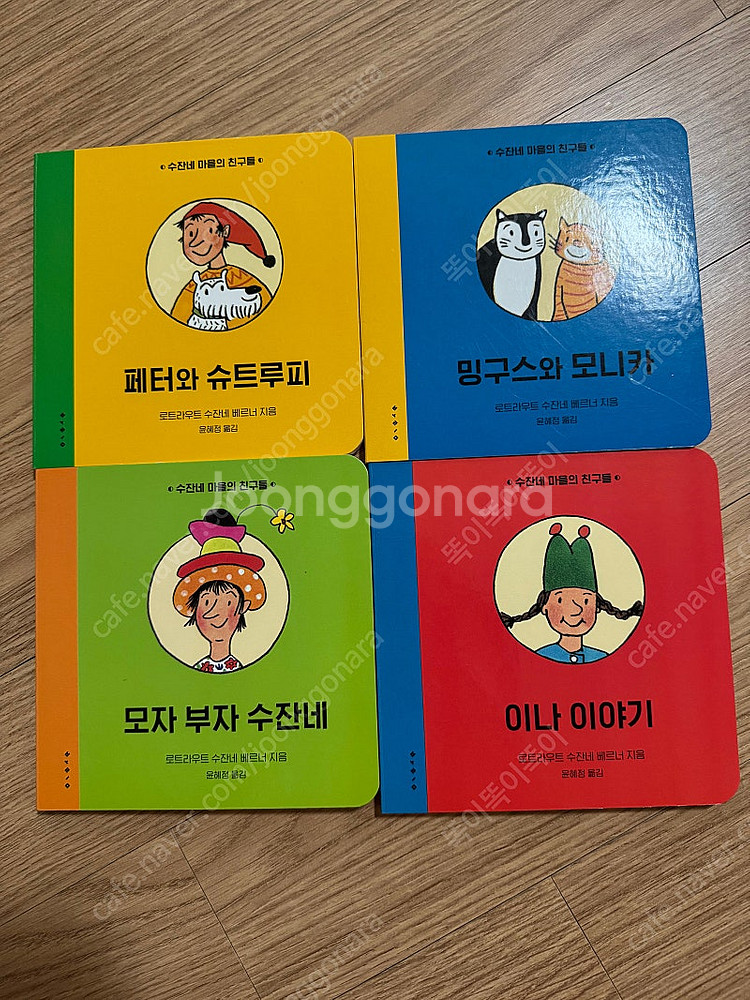 수잔네 마을의 친구들
페터와 슈트루피
로트라우트 수잔네 베르너 지음
윤혜정 옮김
수잔네 마을의 친구들
밍구스와 모니카
로트라우트 수잔네 베르너 지음
윤혜정 옮김
수잔네 마을의 친구들
모자 부자 수잔네
로트라우트 수잔네 베르너 지음
윤혜정 옮김
수잔네 마을의 친구들
이나 이야기
로트라우트 수잔네 베르너 지음
윤혜정 옮김
Joonggonara
cafe.naver.com/joonggonara